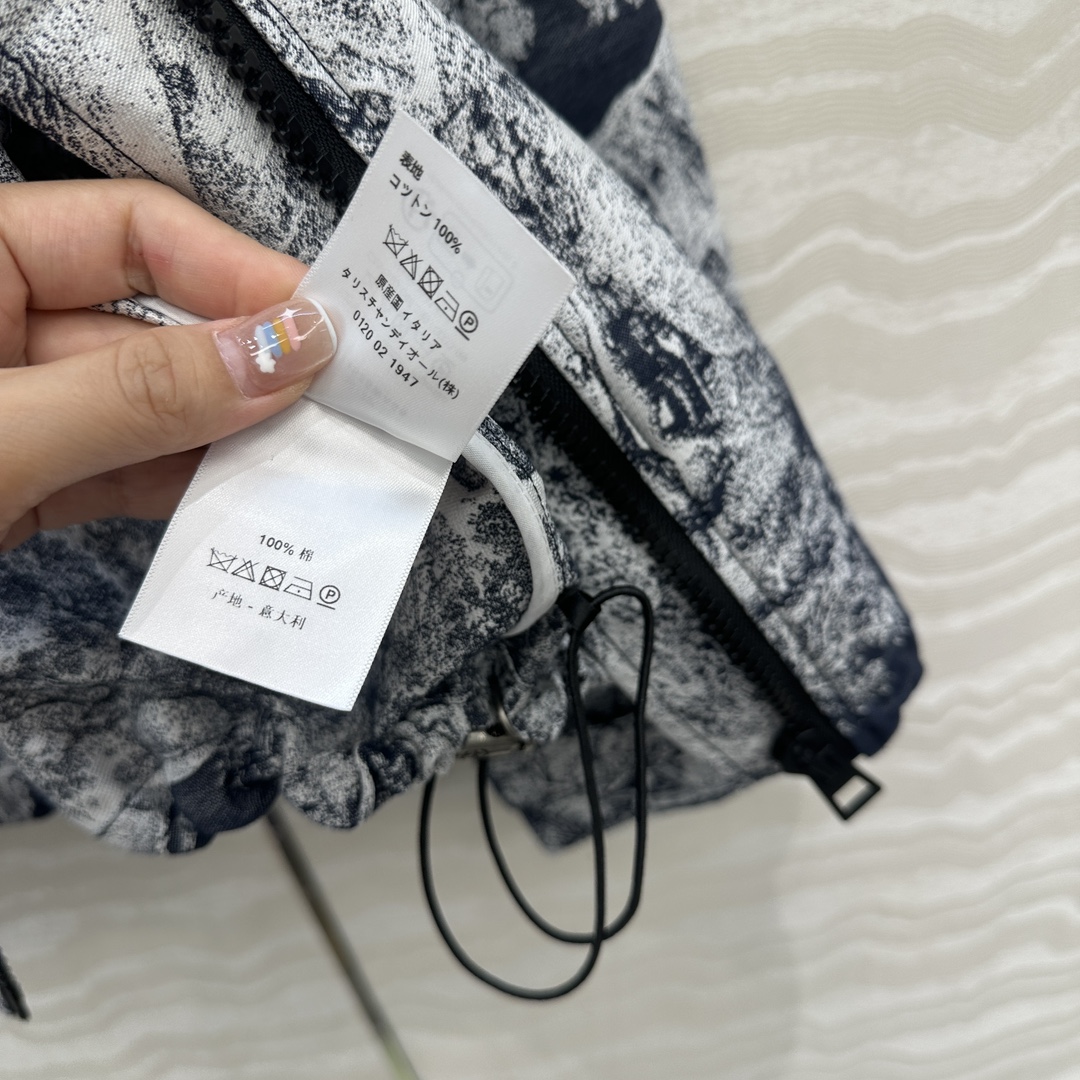 表地
コットン 100%
P
原産国 イタリア
タリスチャンディオール(株)
0120 02 1947
100% 棉
P
产地 - 意大利